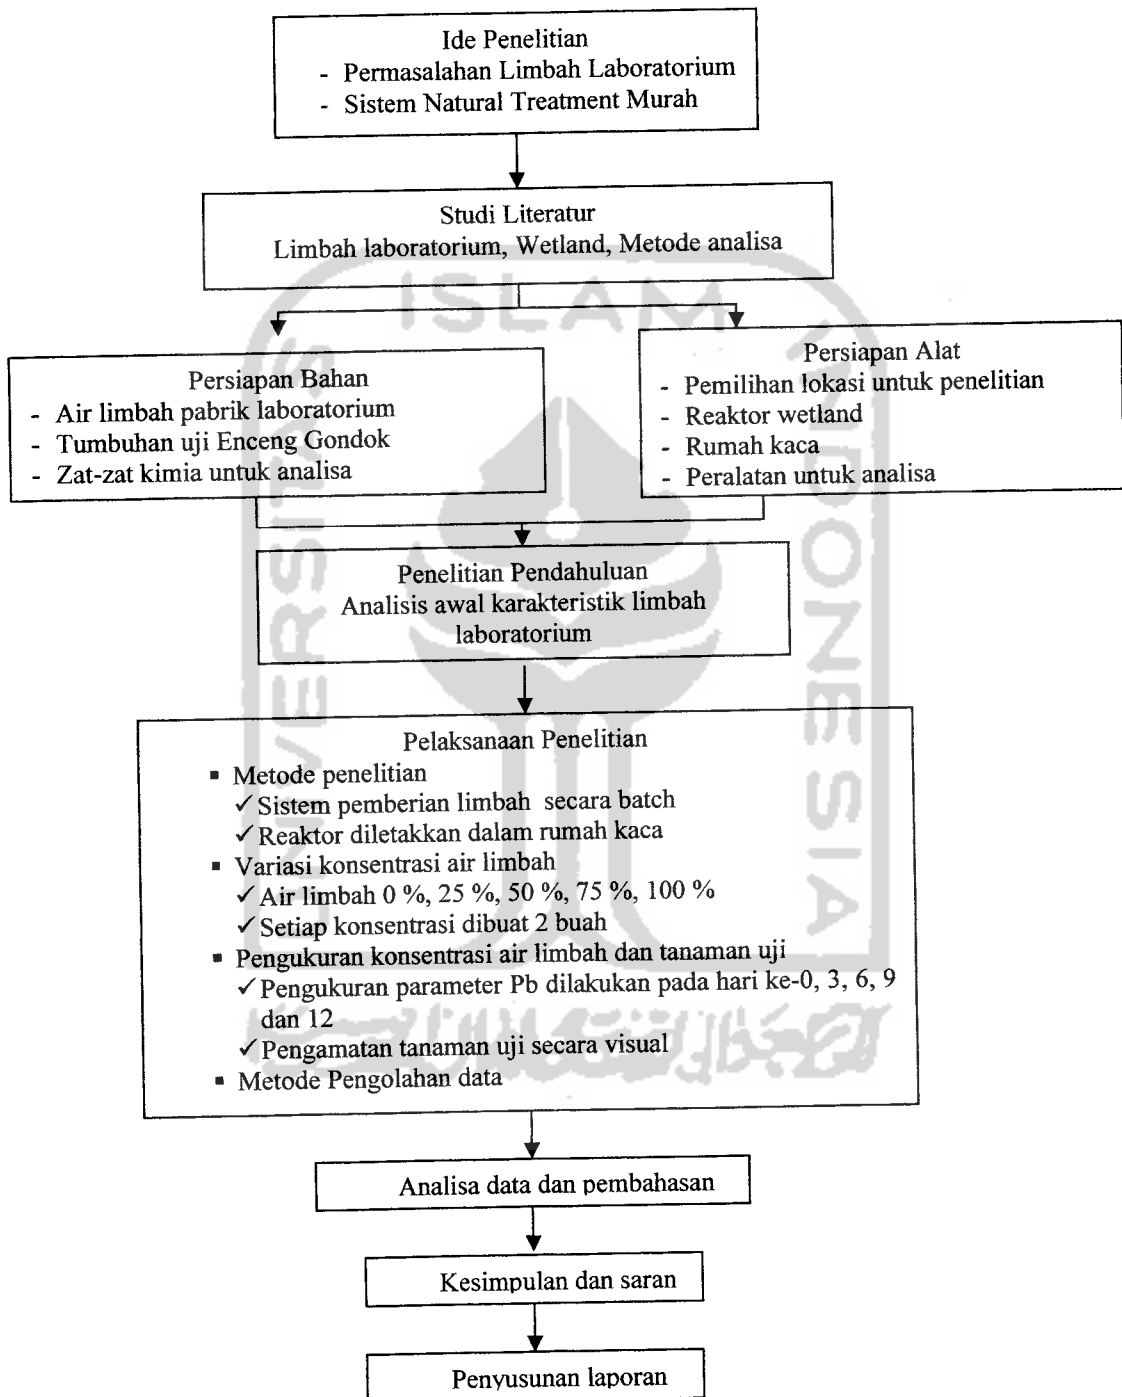 Ide Penelitian
- Permasalahan Limbah Laboratorium
- Sistem Natural Treatment Murah
Studi Literatur
Limbah laboratorium, Wetland, Metode analisa
Persiapan Bahan
- Air limbah pabrik laboratorium
- Tumbuhan uji Enceng Gondok
- Zat-zat kimia untuk analisa
Persiapan Alat
- Pemilihan lokasi untuk penelitian
- Reaktor wetland
- Rumah kaca
- Peralatan untuk analisa
Penelitian Pendahuluan
Analisis awal karakteristik limbah
laboratorium
Pelaksanaan Penelitian
▪ Metode penelitian
✓ Sistem pemberian limbah secara batch
✓ Reaktor diletakkan dalam rumah kaca
▪ Variasi konsentrasi air limbah
✓ Air limbah 0 %, 25 %, 50 %, 75 %, 100 %
✓ Setiap konsentrasi dibuat 2 buah
▪ Pengukuran konsentrasi air limbah dan tanaman uji
✓ Pengukuran parameter Pb dilakukan pada hari ke-0, 3, 6, 9
dan 12
✓ Pengamatan tanaman uji secara visual
▪ Metode Pengolahan data
Analisa data dan pembahasan
Kesimpulan dan saran
Penyusunan laporan
UNIVERSITAS
ISLAM
INDONESIA